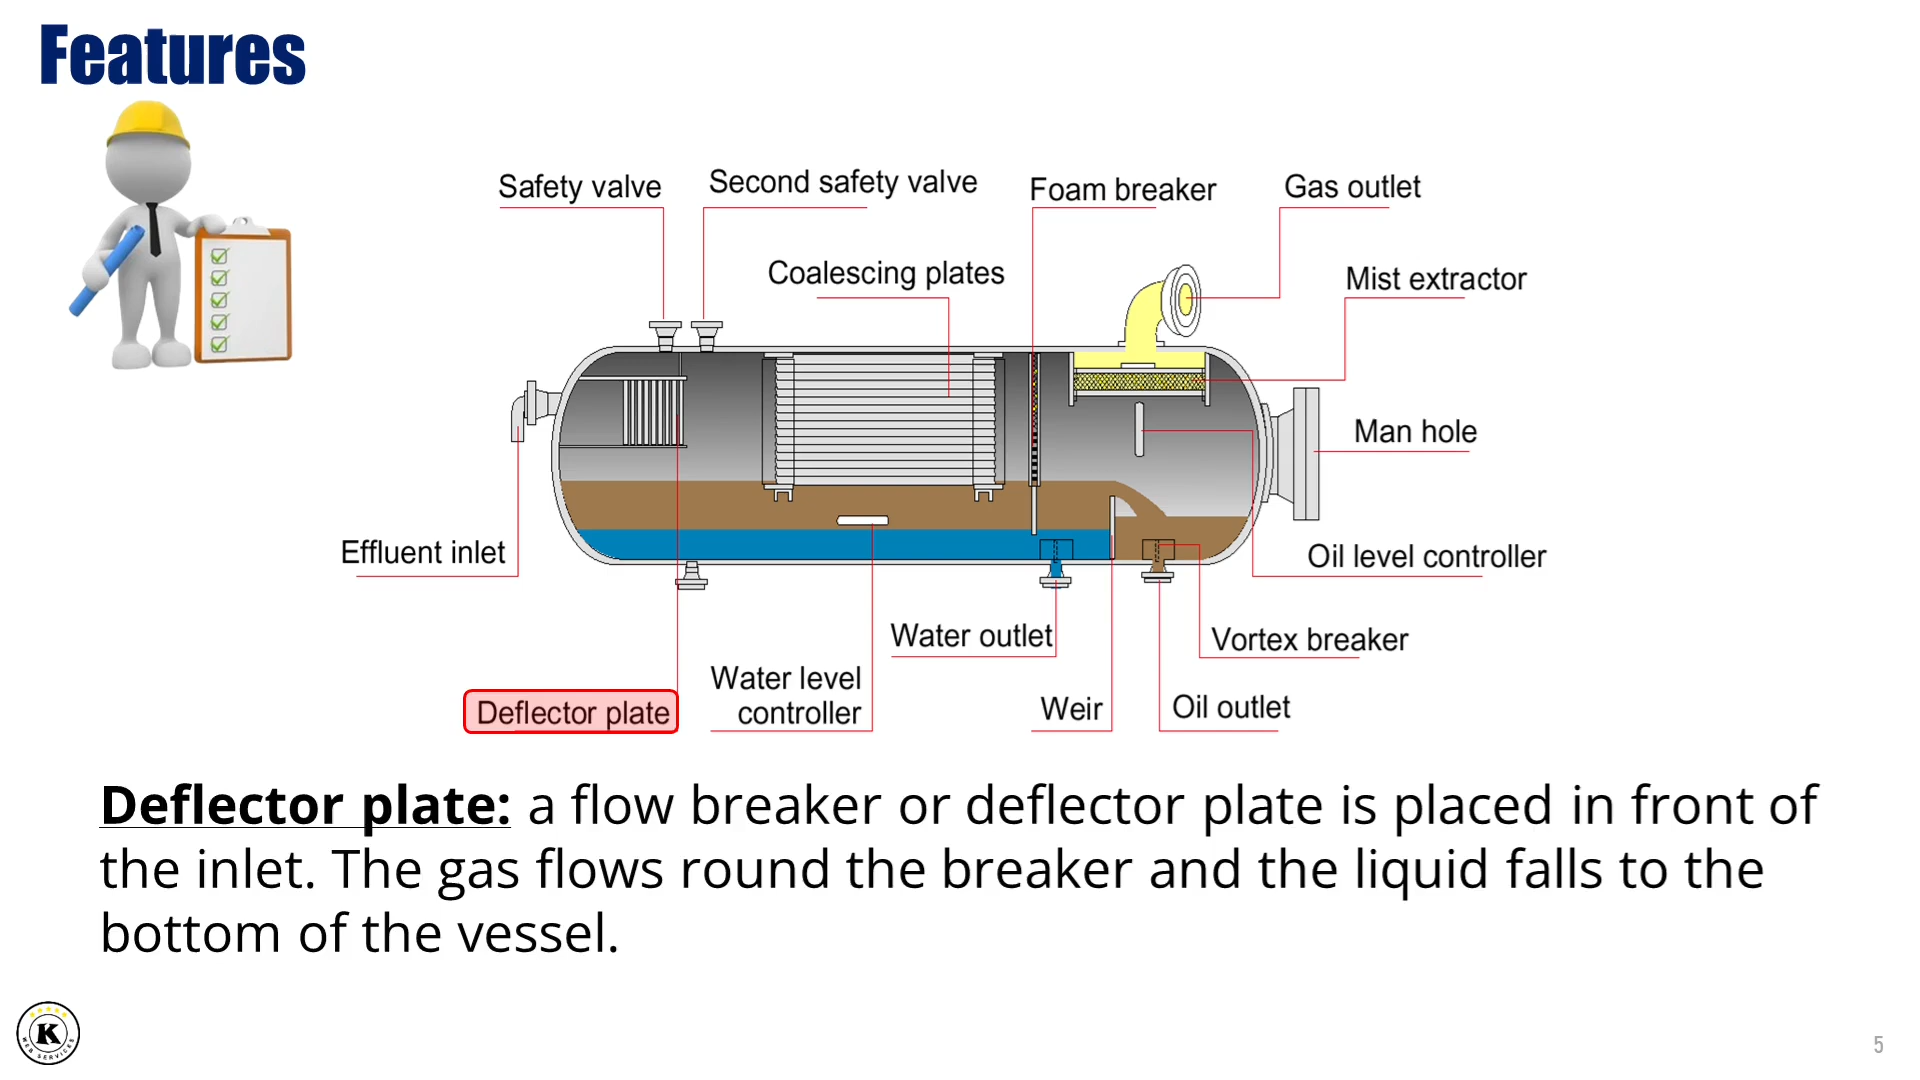 Features
Safety valve
Second safety valve
Foam breaker
Gas outlet
Coalescing plates
Mist extractor
Man hole
Effluent inlet
Oil level controller
Water outlet
Vortex breaker
Water level
controller
Deflector plate
Weir
Oil outlet
Deflector plate: a flow breaker or deflector plate is placed in front of
the inlet. The gas flows round the breaker and the liquid falls to the
bottom of the vessel.
K
WEB SERVICES
5